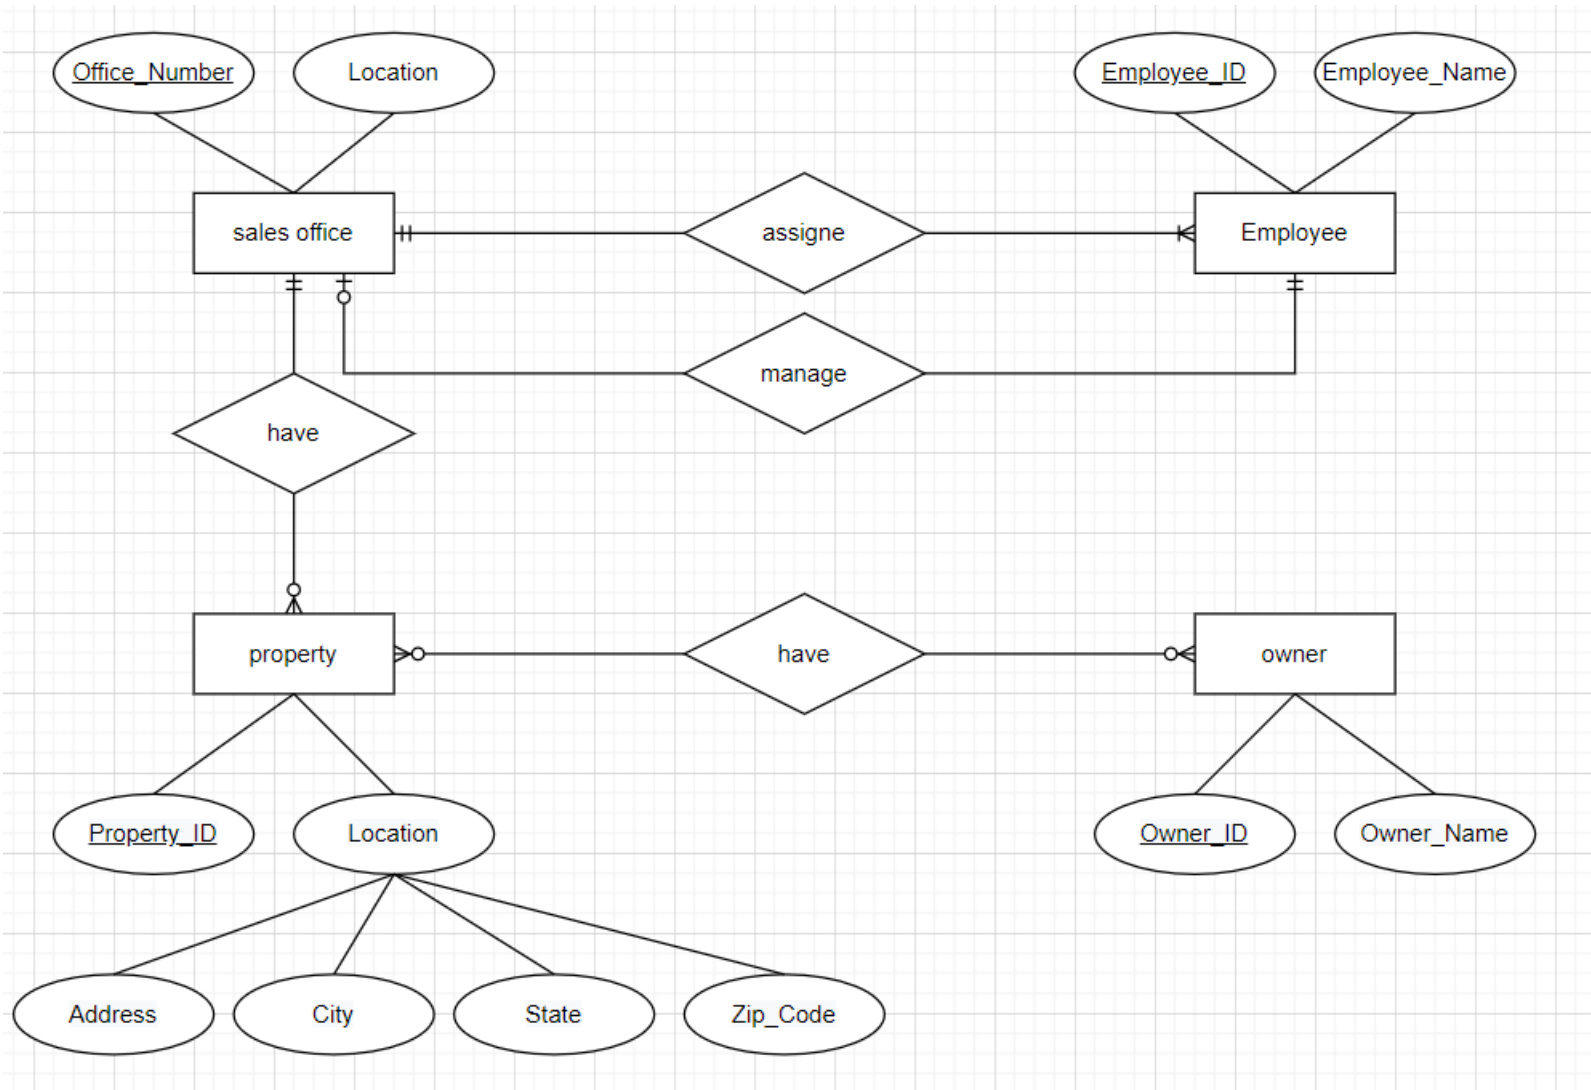 Office_Number
Location
Employee_ID
Employee_Name
sales office
assigne
Employee
manage
have
property
have
owner
Property_ID
Location
Owner_ID
Owner_Name
Address
City
State
Zip_Code